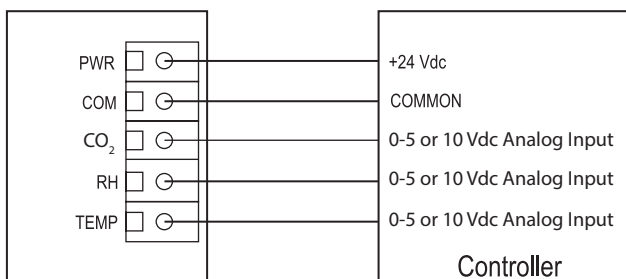 PWR +24 Vdc
COM COMMON
CO₂ 0-5 or 10 Vdc Analog Input
RH 0-5 or 10 Vdc Analog Input
TEMP 0-5 or 10 Vdc Analog Input
Controller